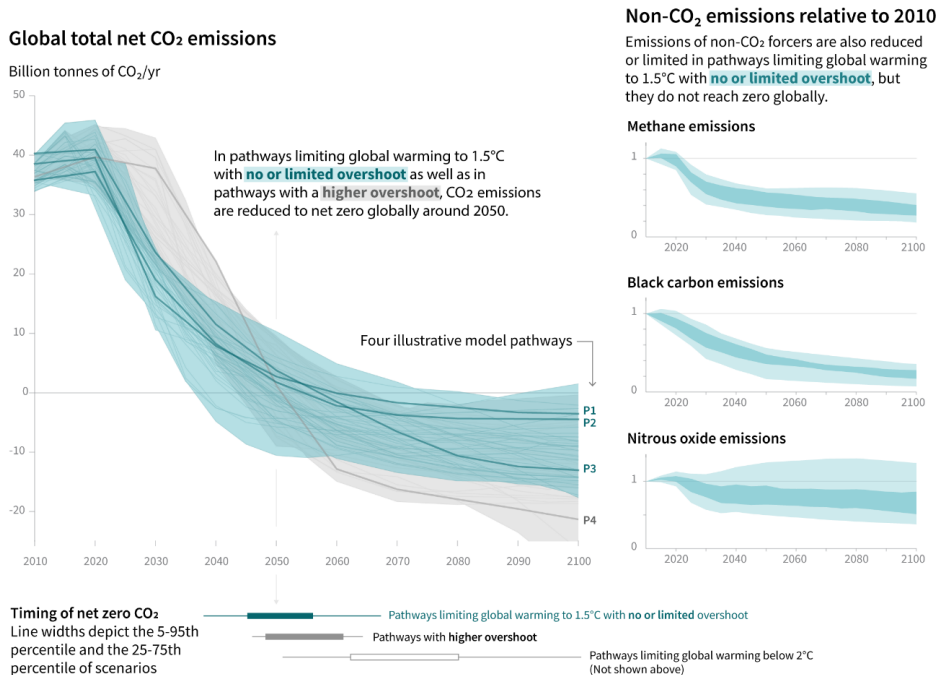 Global total net CO₂ emissions
Billion tonnes of CO₂/yr
50
40
30
20
10
0
-10
-20
2010
2020
2030
2040
2050
2060
2070
2080
2090
2100
In pathways limiting global warming to 1.5°C
with no or limited overshoot as well as in
pathways with a higher overshoot, CO2 emissions
are reduced to net zero globally around 2050.
Four illustrative model pathways
P1
P2
P3
P4
Timing of net zero CO₂
Line widths depict the 5-95th
percentile and the 25-75th
percentile of scenarios
Pathways limiting global warming to 1.5°C with no or limited overshoot
Pathways with higher overshoot
Pathways limiting global warming below 2°C
(Not shown above)
Non-CO₂ emissions relative to 2010
Emissions of non-CO₂ forcers are also reduced
or limited in pathways limiting global warming
to 1.5°C with no or limited overshoot, but
they do not reach zero globally.
Methane emissions
1
0
2020
2040
2060
2080
2100
Black carbon emissions
1
0
2020
2040
2060
2080
2100
Nitrous oxide emissions
1
0
2020
2040
2060
2080
2100